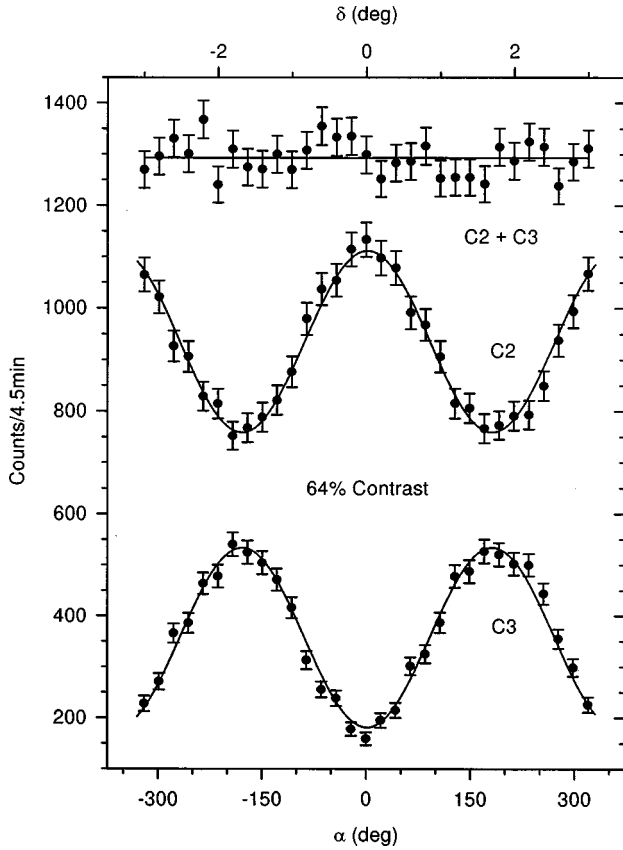 δ (deg)
-2 0 2
1400
1200
C2 + C3
1000
C2
800
Counts/4.5min
64% Contrast
600
400
C3
200
-300 -150 0 150 300
α (deg)